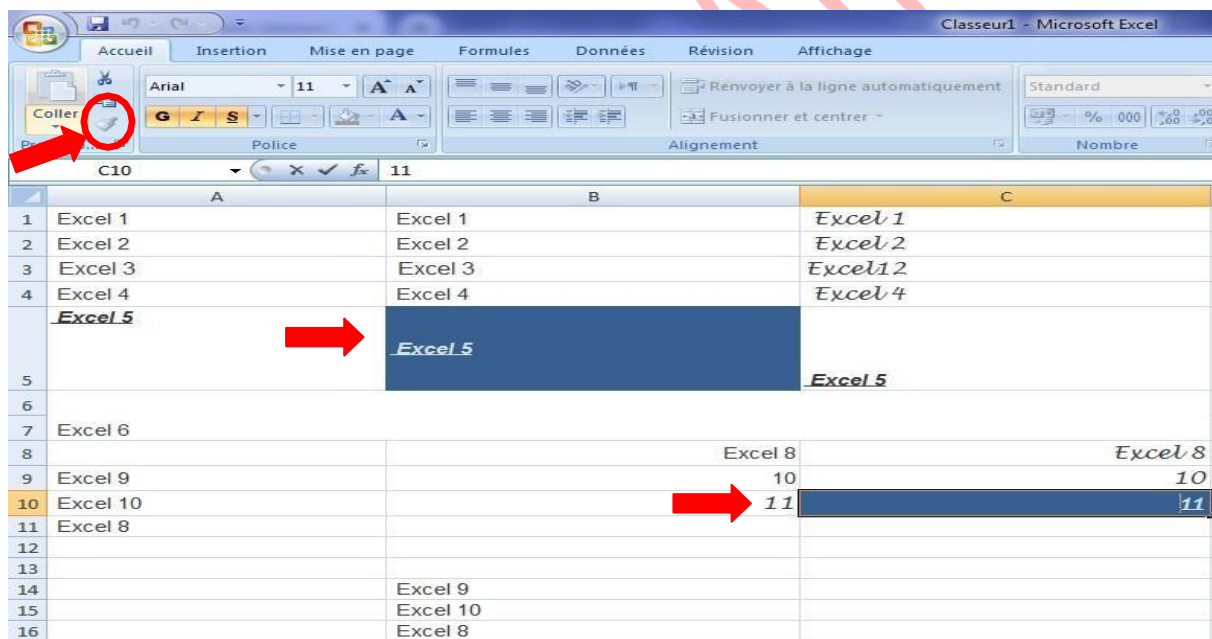 Classeur1 - Microsoft Excel
Accueil Insertion Mise en page Formules Données Révision Affichage
Arial 11 A A Renvoyer à la ligne automatiquement Standard
Coller G I S A Fusionner et centrer % 000
Police Alignement Nombre
C10 fx 11
A B C
1 Excel 1 Excel 1 Excel 1
2 Excel 2 Excel 2 Excel 2
3 Excel 3 Excel 3 Excel12
4 Excel 4 Excel 4 Excel 4
5 Excel 5 Excel 5 Excel 5
6
7 Excel 6
8 Excel 8 Excel 8
9 Excel 9 10 10
10 Excel 10 11 11
11 Excel 8
12
13
14 Excel 9
15 Excel 10
16 Excel 8